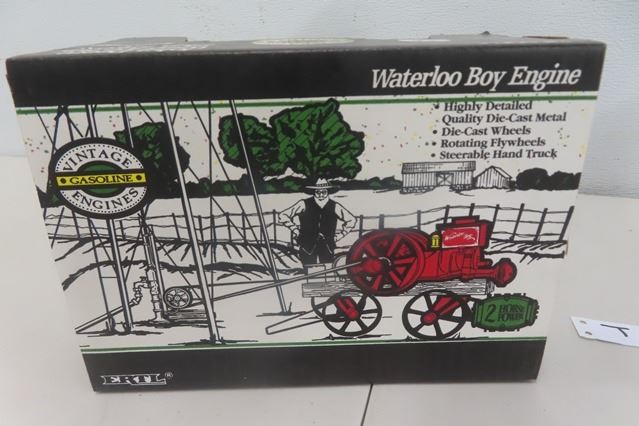 Waterloo Boy Engine
Highly Detailed
Quality Die-Cast Metal
Die-Cast Wheels
Rotating Flywheels
Steerable Hand Truck
VINTAGE
GASOLINE
ENGINES
2 HORSE
POWER
ERTL®
T